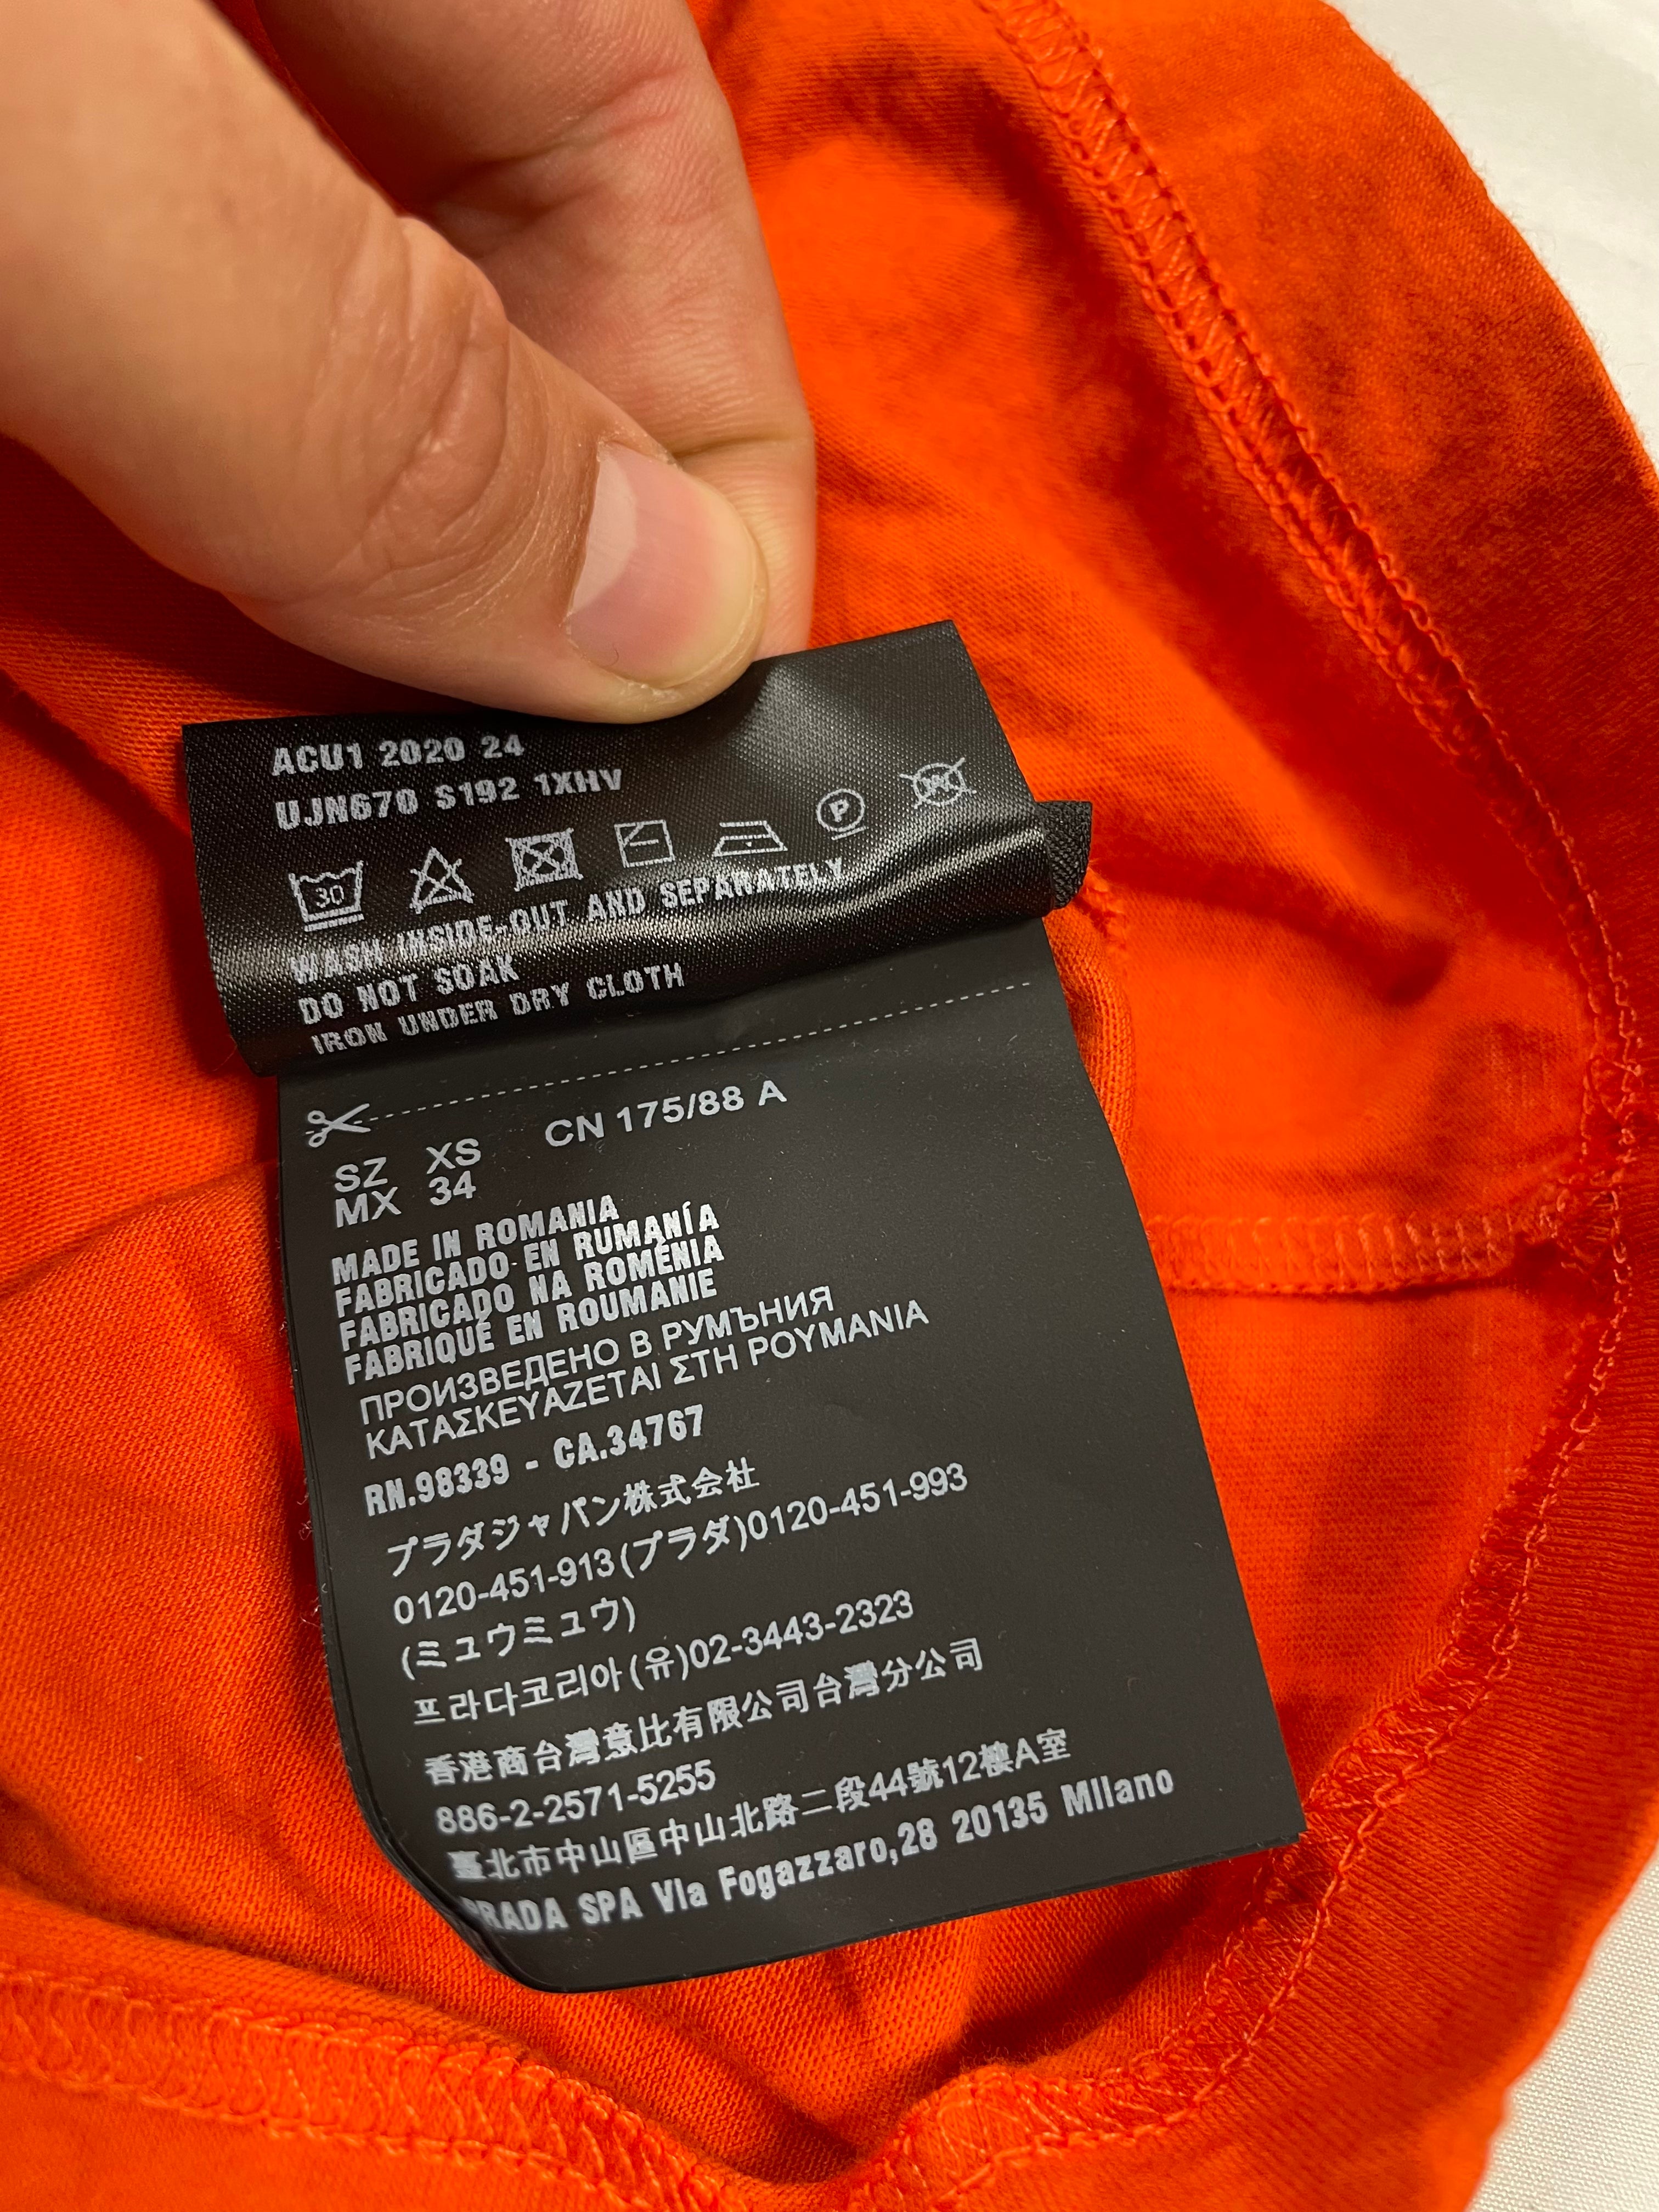 ACU1 2020 24
UJN670 S192 1XHV
30
P
WASH INSIDE-OUT AND SEPARATELY
DO NOT SOAK
IRON UNDER DRY CLOTH
SZ XS CN 175/88 A
MX 34
MADE IN ROMANIA
FABRICADO EN RUMANÍA
FABRICADO NA ROMÉNIA
FABRIQUÉ EN ROUMANIE
ПРОИЗВЕДЕНО В РУМЪНИЯ
ΚΑΤΑΣΚΕΥΑΖΕΤΑΙ ΣΤΗ ΡΟΥΜΑΝΙΑ
RN.98339 - CA.34767
プラダジャパン株式会社
0120-451-913(プラダ)0120-451-993
(ミュウミュウ)
프라다코리아(유)02-3443-2323
香港商台灣意比有限公司台灣分公司
886-2-2571-5255
臺北市中山區中山北路二段44號12樓A室
PRADA SPA Via Fogazzaro,28 20135 Milano